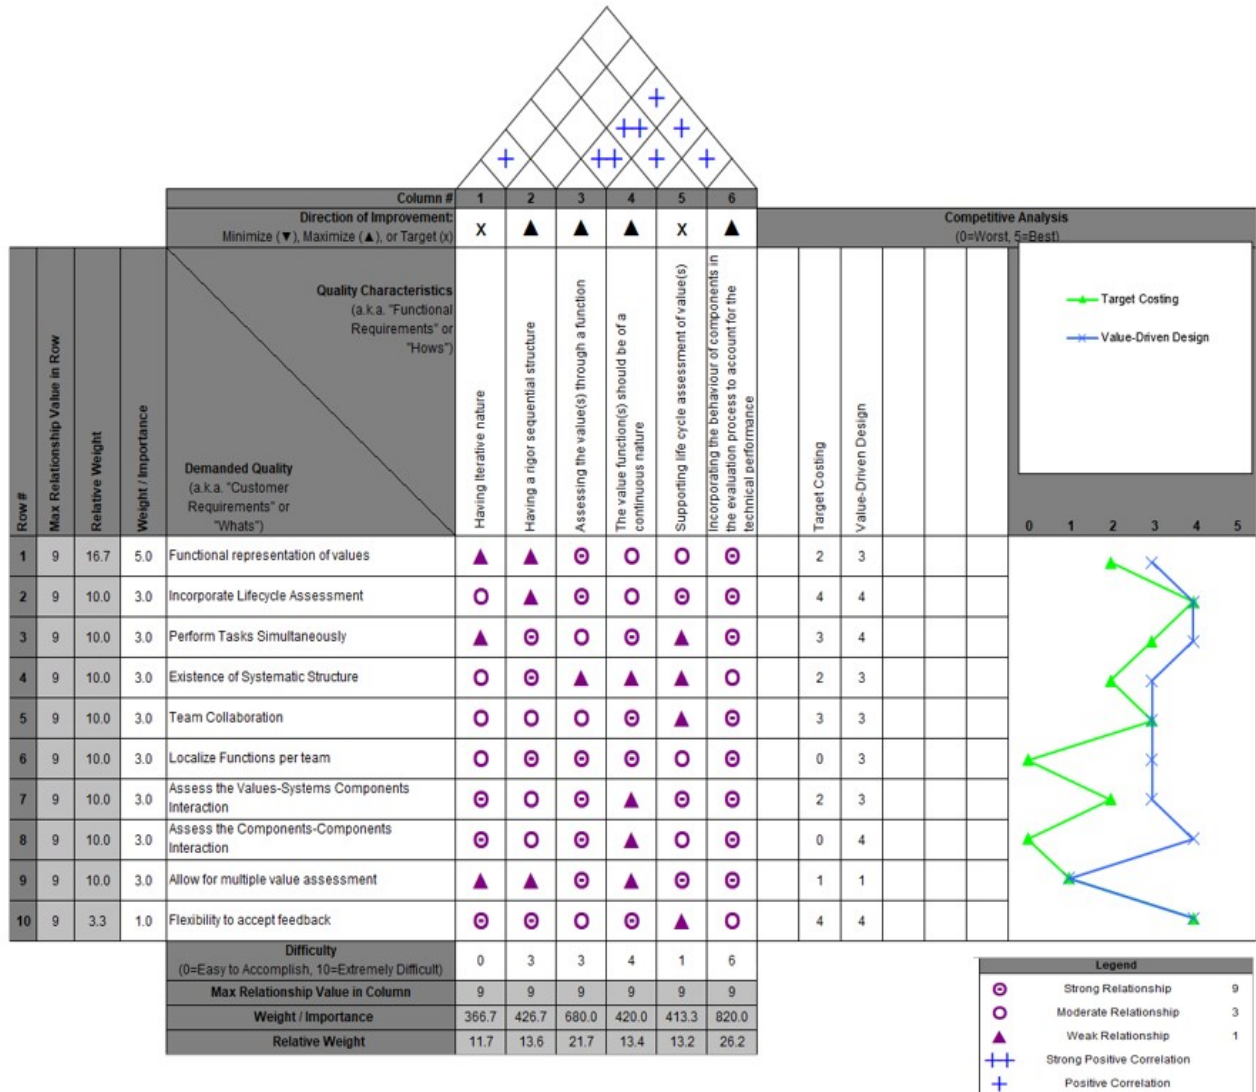 Column # 1 2 3 4 5 6
Direction of Improvement:
Minimize (▼), Maximize (▲), or Target (x) x ▲ ▲ ▲ x ▲
Competitive Analysis
(0=Worst, 5=Best)
Row #
Max Relationship Value in Row
Relative Weight
Weight / Importance
Quality Characteristics
(a.k.a. "Functional
Requirements" or
"Hows")
Demanded Quality
(a.k.a. "Customer
Requirements" or
"Whats")
Having Iterative nature
Having a rigor sequential structure
Assessing the value(s) through a function
The value function(s) should be of a
continuous nature
Supporting life cycle assessment of value(s)
Incorporating the behaviour of components in
the evaluation process to account for the
technical performance
Target Costing
Value-Driven Design
Target Costing
Value-Driven Design
0 1 2 3 4 5
1 9 16.7 5.0 Functional representation of values 2 3
2 9 10.0 3.0 Incorporate Lifecycle Assessment 4 4
3 9 10.0 3.0 Perform Tasks Simultaneously 3 4
4 9 10.0 3.0 Existence of Systematic Structure 2 3
5 9 10.0 3.0 Team Collaboration 3 3
6 9 10.0 3.0 Localize Functions per team 0 3
7 9 10.0 3.0 Assess the Values-Systems Components
Interaction 2 3
8 9 10.0 3.0 Assess the Components-Components
Interaction 0 4
9 9 10.0 3.0 Allow for multiple value assessment 1 1
10 9 3.3 1.0 Flexibility to accept feedback 4 4
Difficulty
(0=Easy to Accomplish, 10=Extremely Difficult) 0 3 3 4 1 6
Max Relationship Value in Column 9 9 9 9 9 9
Weight / Importance 366.7 426.7 680.0 420.0 413.3 820.0
Relative Weight 11.7 13.6 21.7 13.4 13.2 26.2
Legend
Strong Relationship 9
Moderate Relationship 3
Weak Relationship 1
Strong Positive Correlation
Positive Correlation